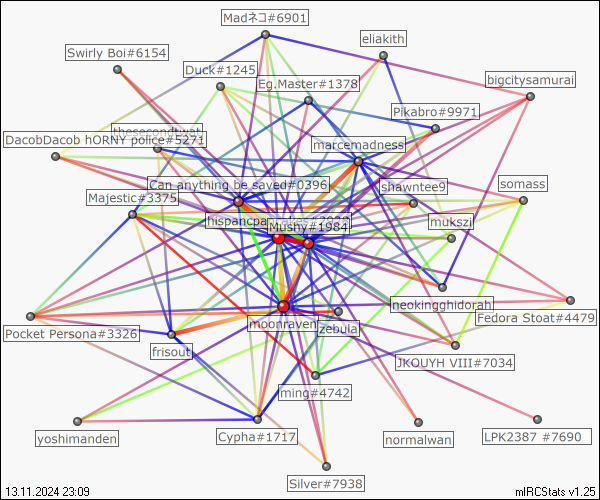 Madネコ#6901
eliakith
Swirly Boi#6154
Duck#1245
Eg.Master#1378
bigcitysamurai
Pikabro#9971
DacobDacob hORNY police#5271
marcemadness
Can anything be saved#0396
shawntee9
somass
Majestic#3375
Mushy#1984
mukszi
neokingghidorah
Fedora Stoat#4479
Pocket Persona#3326
moonraven
zebula
frisout
JKOUYH VIII#7034
ming#4742
yoshimanden
Cypha#1717
normalwan
LPK2387 #7690
Silver#7938
13.11.2024 23:09
mIRCStats v1.25